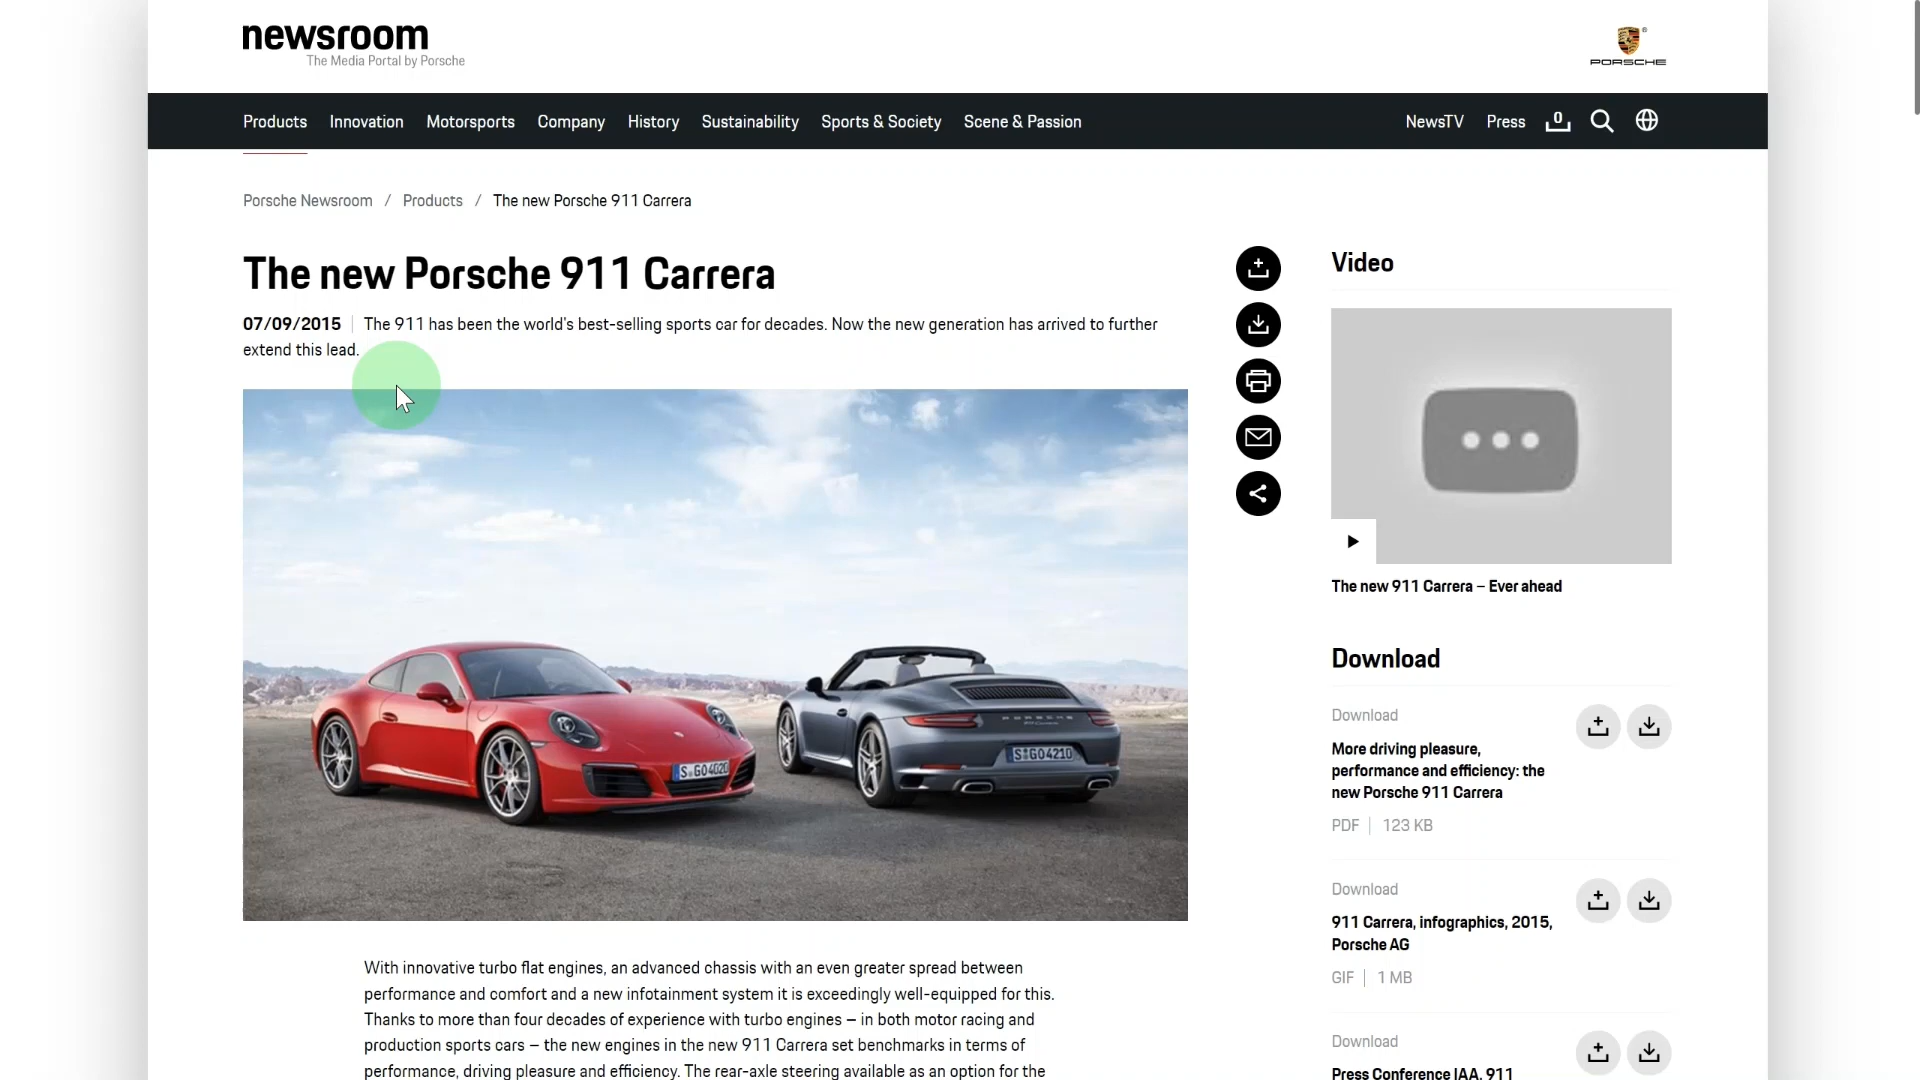 newsroom
The Media Portal by Porsche
PORSCHE
Products Innovation Motorsports Company History Sustainability Sports & Society Scene & Passion NewsTV Press 0
Porsche Newsroom / Products / The new Porsche 911 Carrera
The new Porsche 911 Carrera
07/09/2015 The 911 has been the world's best-selling sports car for decades. Now the new generation has arrived to further
extend this lead.
PORSCHE
S GO 4020
S GO 4210
With innovative turbo flat engines, an advanced chassis with an even greater spread between
performance and comfort and a new infotainment system it is exceedingly well-equipped for this.
Thanks to more than four decades of experience with turbo engines – in both motor racing and
production sports cars – the new engines in the new 911 Carrera set benchmarks in terms of
performance, driving pleasure and efficiency. The rear-axle steering available as an option for the
Video
The new 911 Carrera – Ever ahead
Download
Download
More driving pleasure,
performance and efficiency: the
new Porsche 911 Carrera
PDF 123 KB
Download
911 Carrera, infographics, 2015,
Porsche AG
GIF 1 MB
Download
Press Conference IAA, 911